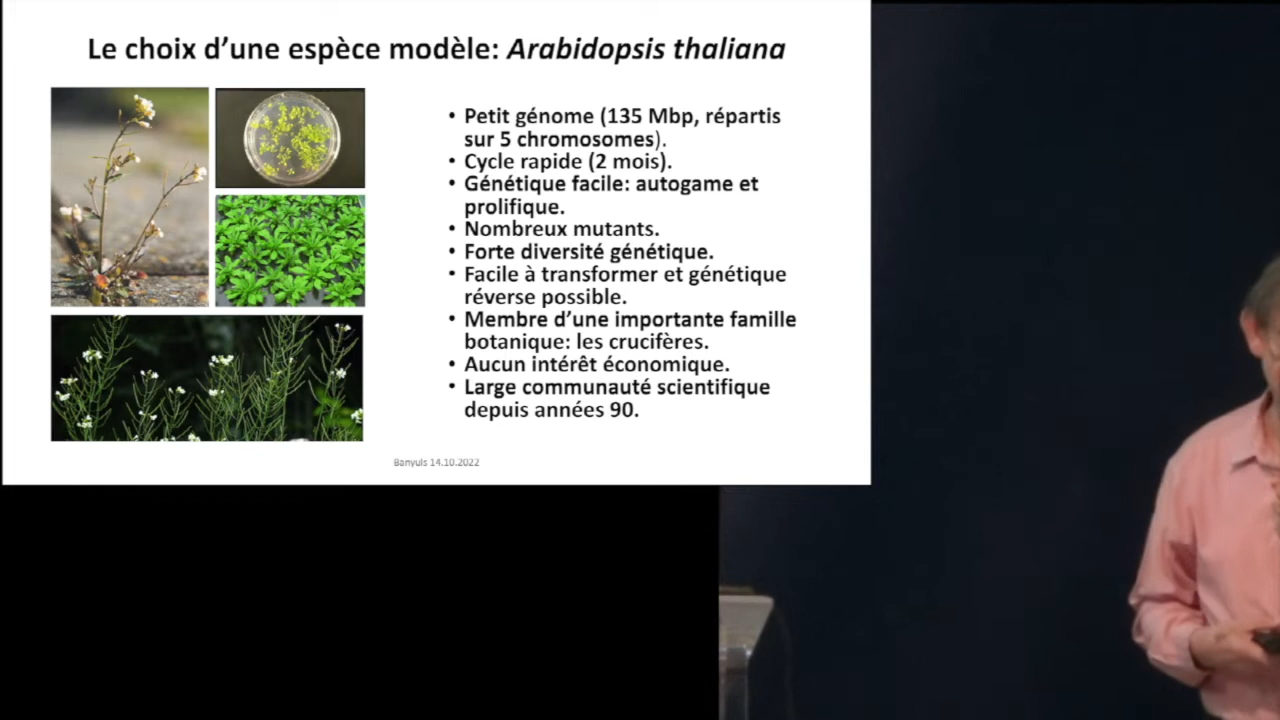 Le choix d’une espèce modèle: Arabidopsis thaliana
• Petit génome (135 Mbp, répartis
sur 5 chromosomes).
• Cycle rapide (2 mois).
• Génétique facile: autogame et
prolifique.
• Nombreux mutants.
• Forte diversité génétique.
• Facile à transformer et génétique
réverse possible.
• Membre d’une importante famille
botanique: les crucifères.
• Aucun intérêt économique.
• Large communauté scientifique
depuis années 90.
Banyuls 14.10.2022